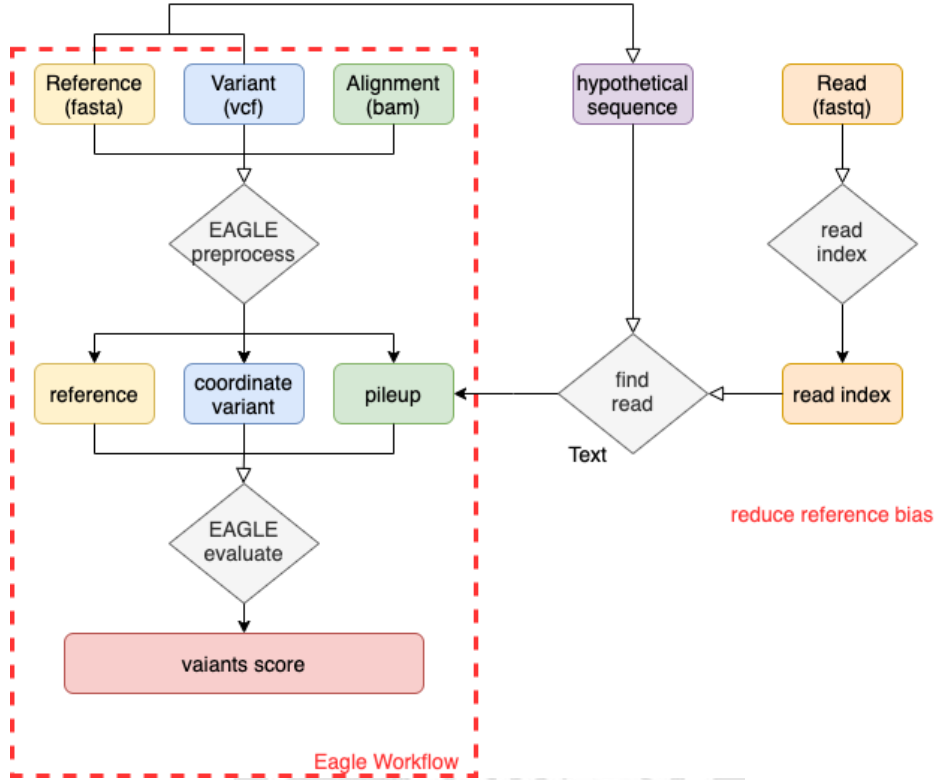 Reference
(fasta)
Variant
(vcf)
Alignment
(bam)
hypothetical
sequence
Read
(fastq)
EAGLE
preprocess
read
index
reference
coordinate
variant
pileup
find
read
read index
Text
EAGLE
evaluate
reduce reference bias
vaiants score
Eagle Workflow